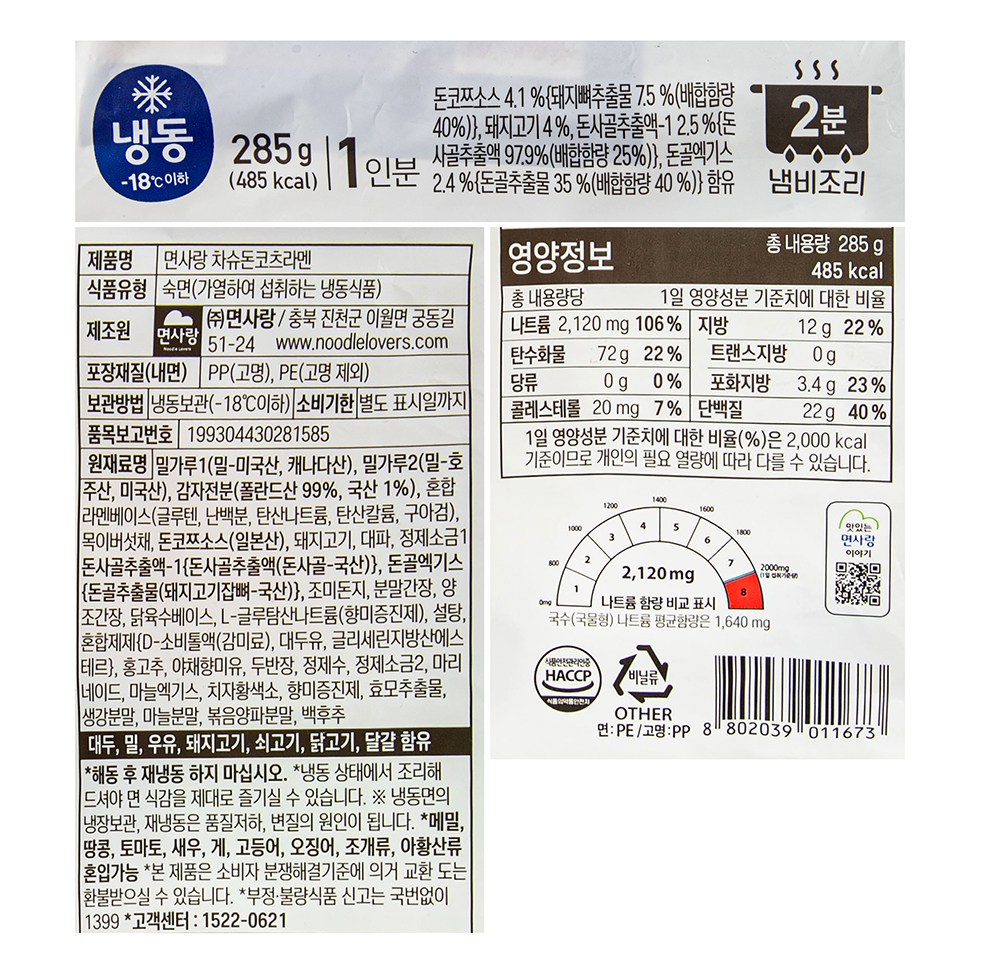 냉동
-18℃이하
285g
(485 kcal)
1인분
돈코쯔소스 4.1 %{돼지뼈추출물 7.5 %(배합함량
40%)}, 돼지고기 4 %, 돈사골추출액-1 2.5 %{돈
사골추출액 97.9%(배합함량 25%)}, 돈골엑기스
2.4 %{돈골추출물 35 %(배합함량 40 %)} 함유
2분
냄비조리
제품명 면사랑 차슈돈코츠라멘
식품유형 숙면(가열하여 섭취하는 냉동식품)
제조원 면사랑 Noodle Lovers ㈜면사랑 / 충북 진천군 이월면 궁동길
51-24 www.noodlelovers.com
포장재질(내면) PP(고명), PE(고명 제외)
보관방법 냉동보관(-18℃이하) 소비기한 별도 표시일까지
품목보고번호 199304430281585
원재료명 밀가루1(밀-미국산, 캐나다산), 밀가루2(밀-호
주산, 미국산), 감자전분(폴란드산 99%, 국산 1%), 혼합
라멘베이스(글루텐, 난백분, 탄산나트륨, 탄산칼륨, 구아검),
목이버섯채, 돈코쯔소스(일본산), 돼지고기, 대파, 정제소금1
돈사골추출액-1{돈사골추출액(돈사골-국산)}, 돈골엑기스
{돈골추출물(돼지고기잡뼈-국산)}, 조미돈지, 분말간장, 양
조간장, 닭육수베이스, L-글루탐산나트륨(향미증진제), 설탕,
혼합제제{D-소비톨액(감미료), 대두유, 글리세린지방산에스
테르}, 홍고추, 야채향미유, 두반장, 정제수, 정제소금2, 마리
네이드, 마늘엑기스, 치자황색소, 향미증진제, 효모추출물,
생강분말, 마늘분말, 볶음양파분말, 백후추
대두, 밀, 우유, 돼지고기, 쇠고기, 닭고기, 달걀 함유
*해동 후 재냉동 하지 마십시오. *냉동 상태에서 조리해
드셔야 면 식감을 제대로 즐기실 수 있습니다. ※ 냉동면의
냉장보관, 재냉동은 품질저하, 변질의 원인이 됩니다. *메밀,
땅콩, 토마토, 새우, 게, 고등어, 오징어, 조개류, 아황산류
혼입가능 *본 제품은 소비자 분쟁해결기준에 의거 교환 또는
환불받으실 수 있습니다. *부정·불량식품 신고는 국번없이
1399 *고객센터 : 1522-0621
영양정보
총 내용량 285 g
485 kcal
총 내용량당 1일 영양성분 기준치에 대한 비율
나트륨 2,120 mg 106 % 지방 12 g 22 %
탄수화물 72 g 22 % 트랜스지방 0 g
당류 0 g 0 % 포화지방 3.4 g 23 %
콜레스테롤 20 mg 7 % 단백질 22 g 40 %
1일 영양성분 기준치에 대한 비율(%)은 2,000 kcal
기준이므로 개인의 필요 열량에 따라 다를 수 있습니다.
0mg 800 1000 1200 1400 1600 1800 2000mg
(1일 섭취기준량)
1 2 3 4 5 6 7 8
2,120 mg
나트륨 함량 비교 표시
국수(국물형) 나트륨 평균함량은 1,640 mg
맛있는
면사랑
이야기
식품안전관리인증
HACCP
식품의약품안전처
비닐류
OTHER
면: PE /고명:PP
8 802039 011673